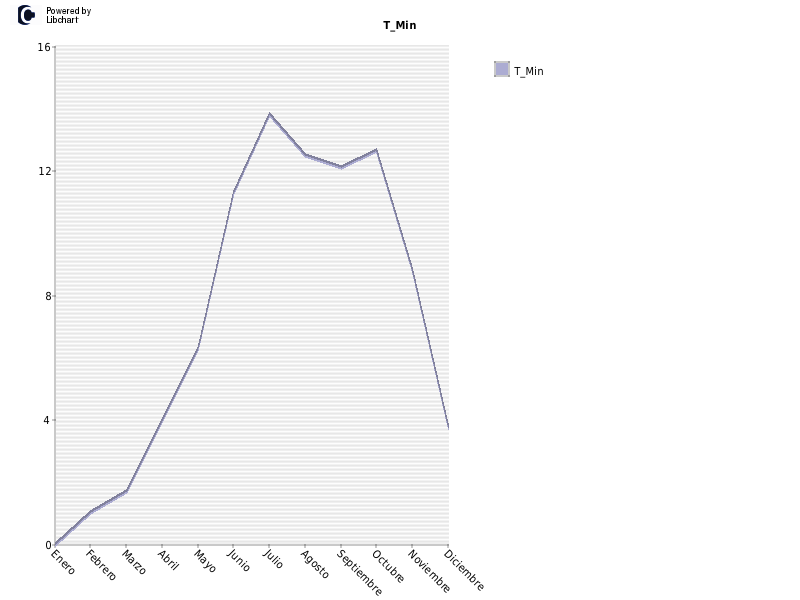 Powered by
Libchart
T_Min
16
T_Min
12
8
4
0
Enero
Febrero
Marzo
Abril
Mayo
Junio
Julio
Agosto
Septiembre
Octubre
Noviembre
Diciembre